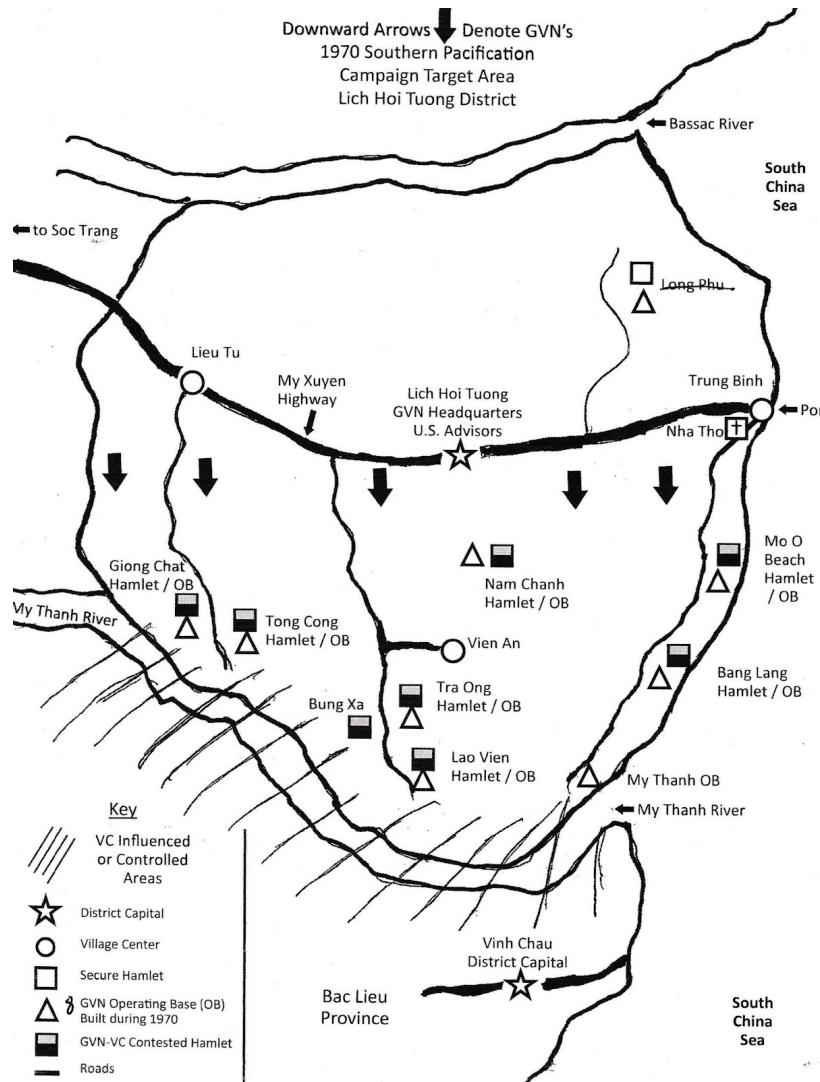 Downward Arrows Denote GVN's
1970 Southern Pacification
Campaign Target Area
Lich Hoi Tuong District
Bassac River
South
China
Sea
to Soc Trang
Long Phu
Lieu Tu
My Xuyen
Highway
Lich Hoi Tuong
GVN Headquarters
U.S. Advisors
Trung Binh
Por
Nha Tho
Giong Chat
Hamlet / OB
Nam Chanh
Hamlet / OB
Mo O
Beach
Hamlet
/ OB
My Thanh River
Tong Cong
Hamlet / OB
Vien An
Bang Lang
Hamlet / OB
Tra Ong
Hamlet / OB
Bung Xa
Lao Vien
Hamlet / OB
My Thanh OB
My Thanh River
Key
VC Influenced
or Controlled
Areas
District Capital
Village Center
Secure Hamlet
8 GVN Operating Base (OB)
Built during 1970
GVN-VC Contested Hamlet
Roads
Vinh Chau
District Capital
Bac Lieu
Province
South
China
Sea